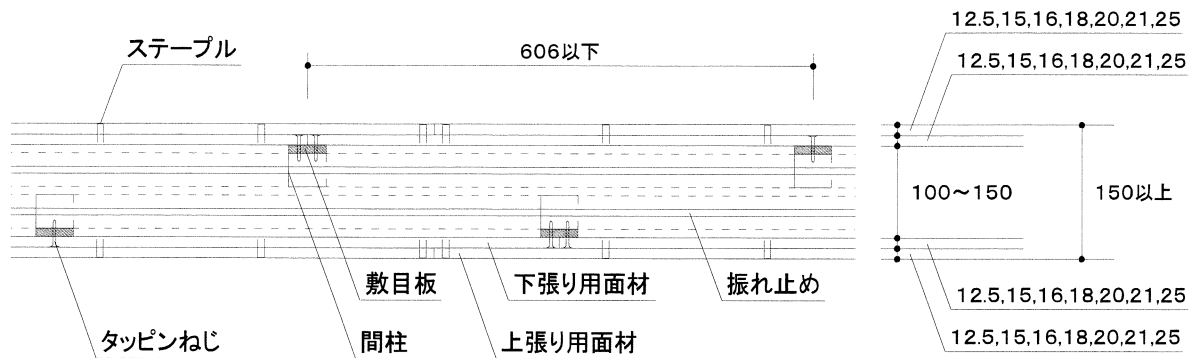 ステープル
606以下
12.5,15,16,18,20,21,25
12.5,15,16,18,20,21,25
100～150
150以上
敷目板
下張り用面材
振れ止め
12.5,15,16,18,20,21,25
タッピンねじ
間柱
上張り用面材
12.5,15,16,18,20,21,25